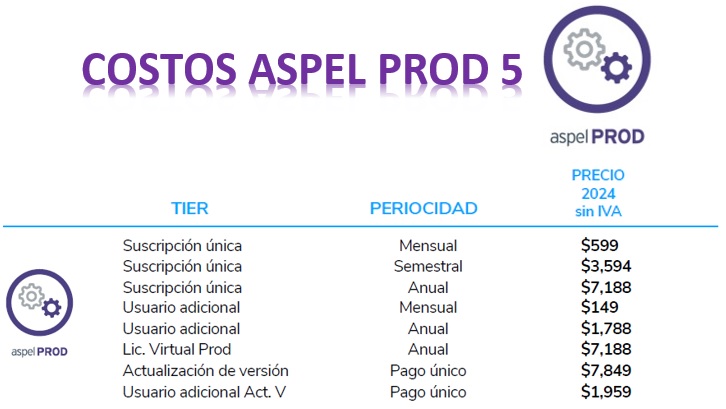 COSTOS ASPEL PROD 5
aspel PROD
TIER PERIOCIDAD PRECIO 2024 sin IVA
Suscripción única Mensual $599
Suscripción única Semestral $3,594
Suscripción única Anual $7,188
Usuario adicional Mensual $149
Usuario adicional Anual $1,788
Lic. Virtual Prod Anual $7,188
aspel PROD
Actualización de versión Pago único $7,849
Usuario adicional Act. V Pago único $1,959